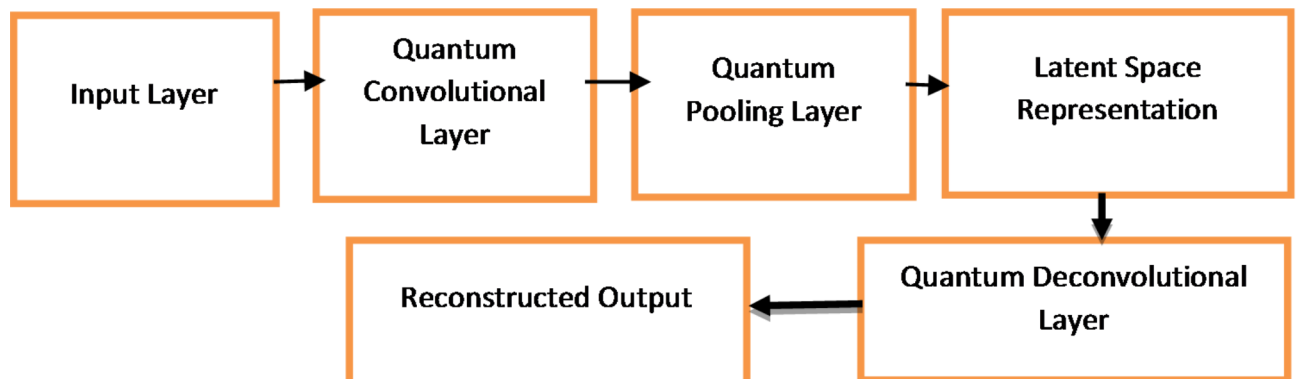 Input Layer
Quantum
Convolutional
Layer
Quantum
Pooling Layer
Latent Space
Representation
Quantum Deconvolutional
Layer
Reconstructed Output